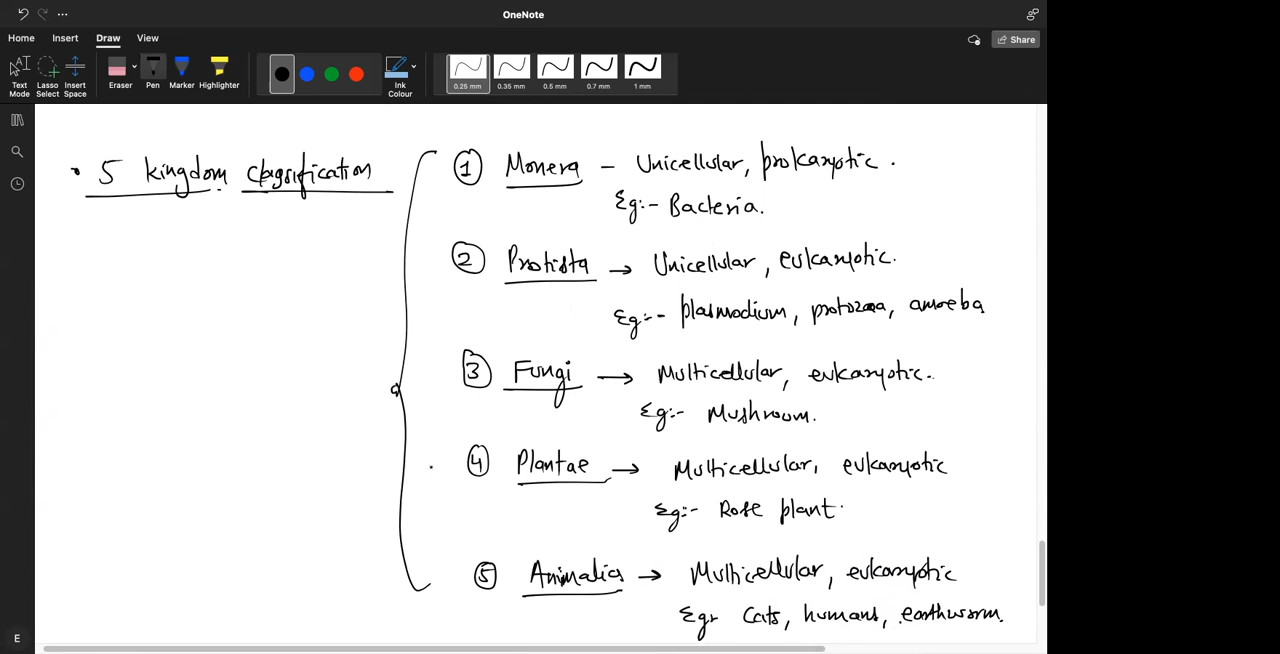 OneNote
Home Insert Draw View
Share
Text Mode
Lasso Select
Insert Space
Eraser
Pen
Marker
Highlighter
Ink Colour
0.25 mm
0.35 mm
0.5 mm
0.7 mm
1 mm
• 5 kingdom classification
① Monera - Unicellular, prokaryotic.
Eg:- Bacteria.
② Protista → Unicellular, eukaryotic.
Eg:- plasmodium, protozoa, amoeba
③ Fungi → Multicellular, eukaryotic.
Eg:- Mushroom.
④ Plantae → Multicellular, eukaryotic
Eg:- Rose plant.
⑤ Animalia → Multicellular, eukaryotic
Eg:- Cats, humans, earthworm.
E